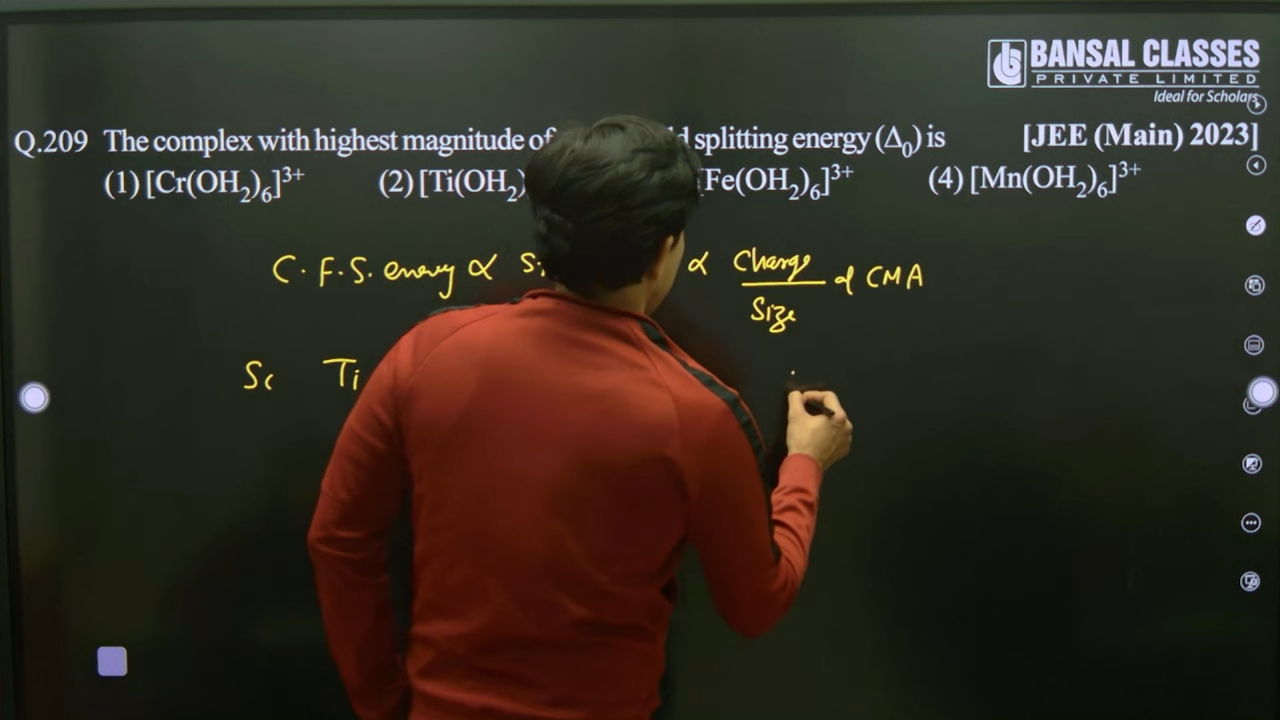 BANSAL CLASSES
PRIVATE LIMITED
Ideal for Scholars
Q.209 The complex with highest magnitude of splitting energy (Δ₀) is [JEE (Main) 2023]
(1) [Cr(OH₂)₆]³⁺ (2) [Ti(OH₂) [Fe(OH₂)₆]³⁺ (4) [Mn(OH₂)₆]³⁺
C.F.S. energy ∝ ∝ Charge ∝ CMA
Size
Sc Ti